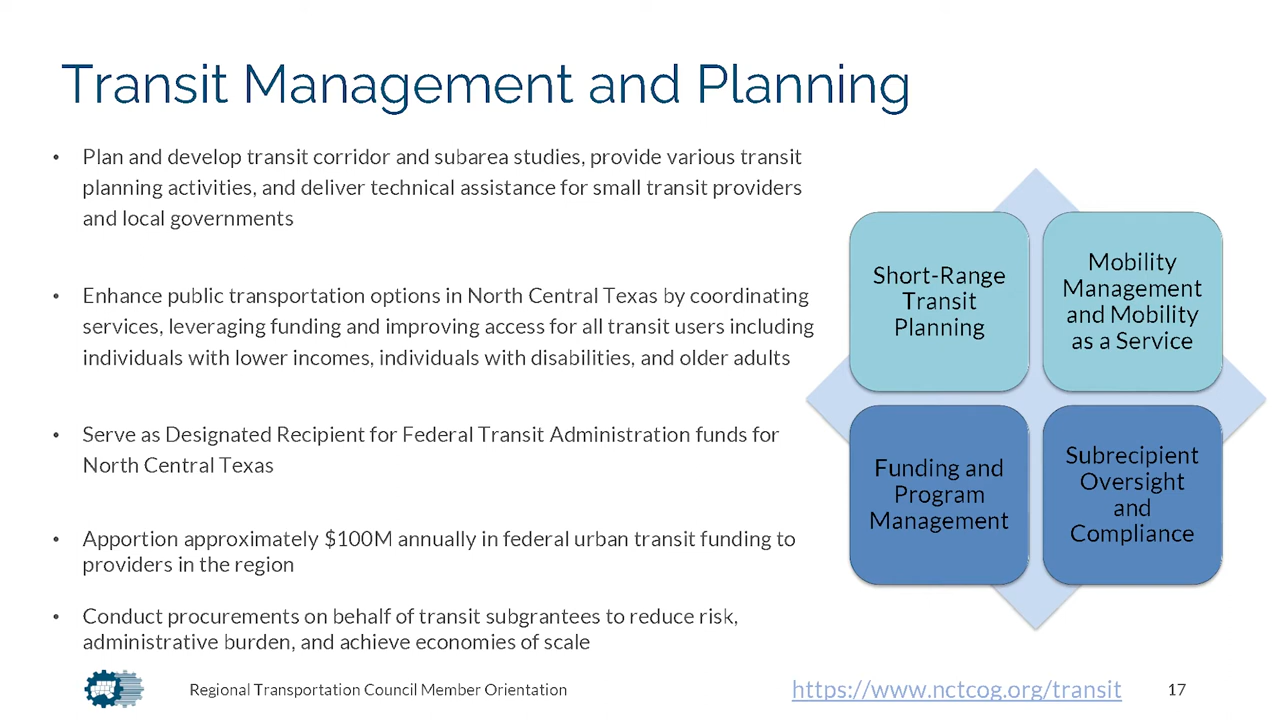 Transit Management and Planning
• Plan and develop transit corridor and subarea studies, provide various transit
planning activities, and deliver technical assistance for small transit providers
and local governments
• Enhance public transportation options in North Central Texas by coordinating
services, leveraging funding and improving access for all transit users including
individuals with lower incomes, individuals with disabilities, and older adults
• Serve as Designated Recipient for Federal Transit Administration funds for
North Central Texas
• Apportion approximately $100M annually in federal urban transit funding to
providers in the region
• Conduct procurements on behalf of transit subgrantees to reduce risk,
administrative burden, and achieve economies of scale
Short-Range
Transit
Planning
Mobility
Management
and Mobility
as a Service
Funding and
Program
Management
Subrecipient
Oversight
and
Compliance
Regional Transportation Council Member Orientation
https://www.nctcog.org/transit
17